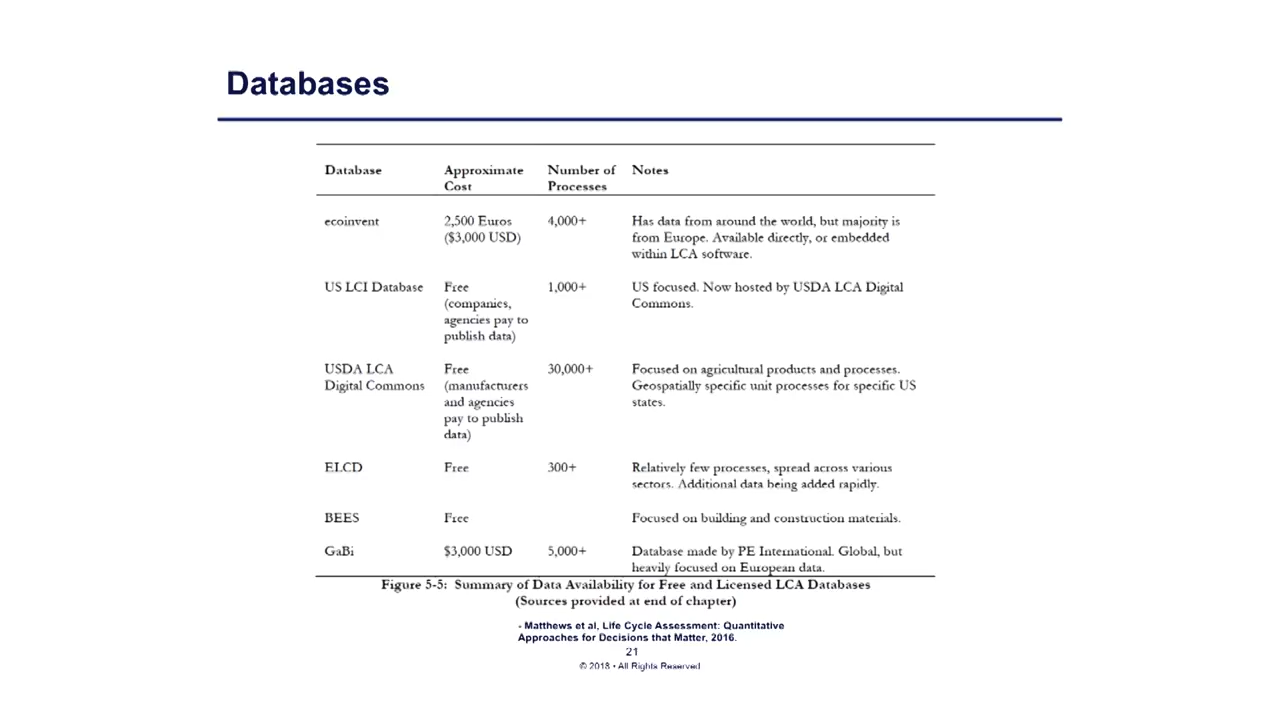 Databases
Database Approximate Cost Number of Processes Notes
ecoinvent 2,500 Euros ($3,000 USD) 4,000+ Has data from around the world, but majority is from Europe. Available directly, or embedded within LCA software.
US LCI Database Free (companies, agencies pay to publish data) 1,000+ US focused. Now hosted by USDA LCA Digital Commons.
USDA LCA Digital Commons Free (manufacturers and agencies pay to publish data) 30,000+ Focused on agricultural products and processes. Geospatially specific unit processes for specific US states.
ELCD Free 300+ Relatively few processes, spread across various sectors. Additional data being added rapidly.
BEES Free Focused on building and construction materials.
GaBi $3,000 USD 5,000+ Database made by PE International. Global, but heavily focused on European data.
Figure 5-5: Summary of Data Availability for Free and Licensed LCA Databases
(Sources provided at end of chapter)
- Matthews et al, Life Cycle Assessment: Quantitative
Approaches for Decisions that Matter, 2016.
21
© 2018 • All Rights Reserved